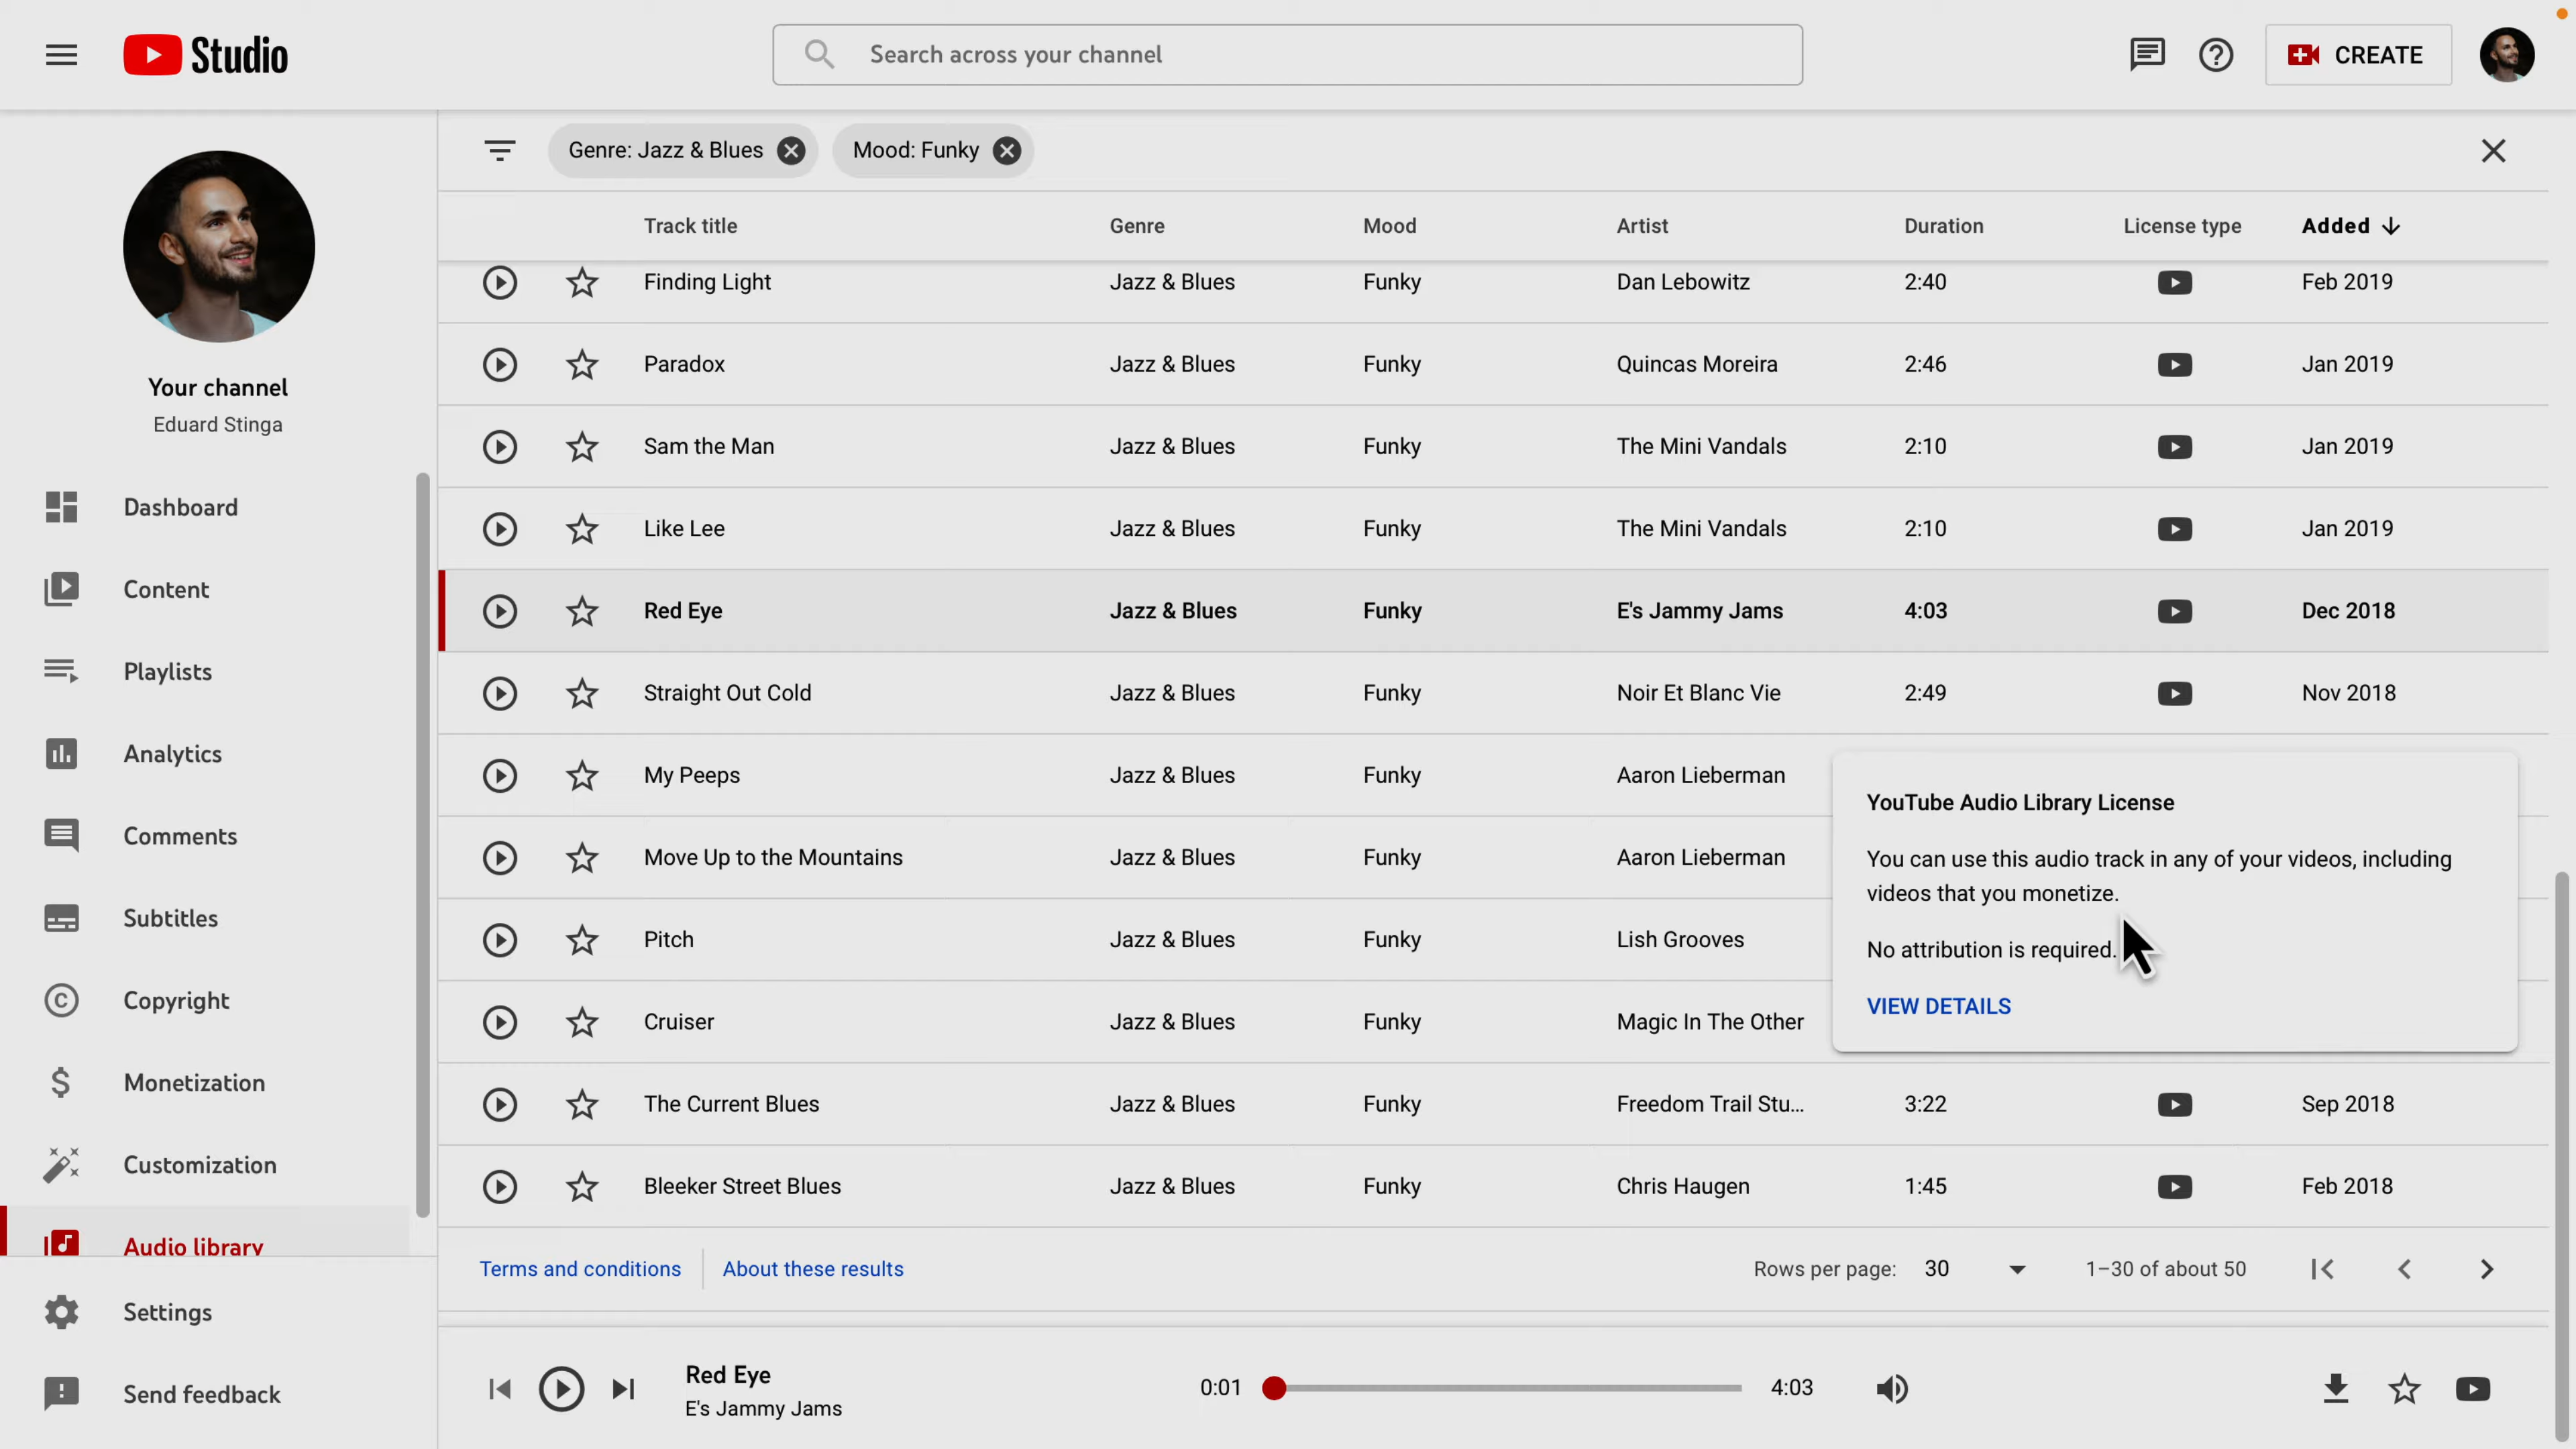 Studio
Search across your channel
CREATE
Your channel
Eduard Stinga
Dashboard
Content
Playlists
Analytics
Comments
Subtitles
Copyright
Monetization
Customization
Audio library
Settings
Send feedback
Genre: Jazz & Blues
Mood: Funky
Track title Genre Mood Artist Duration License type Added
Finding Light Jazz & Blues Funky Dan Lebowitz 2:40 Feb 2019
Paradox Jazz & Blues Funky Quincas Moreira 2:46 Jan 2019
Sam the Man Jazz & Blues Funky The Mini Vandals 2:10 Jan 2019
Like Lee Jazz & Blues Funky The Mini Vandals 2:10 Jan 2019
Red Eye Jazz & Blues Funky E's Jammy Jams 4:03 Dec 2018
Straight Out Cold Jazz & Blues Funky Noir Et Blanc Vie 2:49 Nov 2018
My Peeps Jazz & Blues Funky Aaron Lieberman
Move Up to the Mountains Jazz & Blues Funky Aaron Lieberman
Pitch Jazz & Blues Funky Lish Grooves
Cruiser Jazz & Blues Funky Magic In The Other
The Current Blues Jazz & Blues Funky Freedom Trail Stu... 3:22 Sep 2018
Bleeker Street Blues Jazz & Blues Funky Chris Haugen 1:45 Feb 2018
YouTube Audio Library License
You can use this audio track in any of your videos, including
videos that you monetize.
No attribution is required.
VIEW DETAILS
Terms and conditions About these results Rows per page: 30 1–30 of about 50
Red Eye
E's Jammy Jams
0:01 4:03